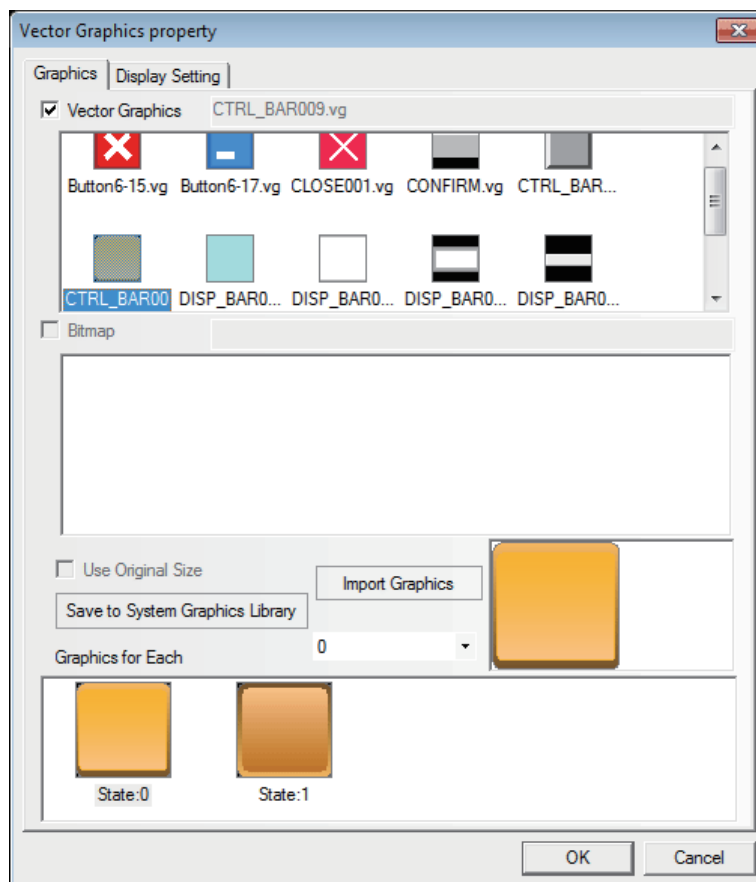 Vector Graphics property
Graphics Display Setting
Vector Graphics CTRL_BAR009.vg
Button6-15.vg Button6-17.vg CLOSE001.vg CONFIRM.vg CTRL_BAR...
CTRL_BAR00 DISP_BAR0... DISP_BAR0... DISP_BAR0... DISP_BAR0...
Bitmap
Use Original Size
Import Graphics
Save to System Graphics Library
0
Graphics for Each
State:0 State:1
OK Cancel